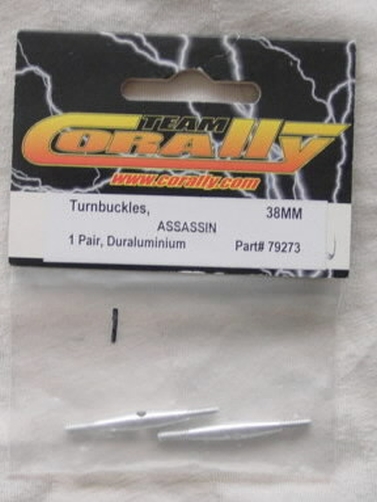 TEAM
CORALLY
www.corally.com
Turnbuckles, 38MM
ASSASSIN
1 Pair, Duraluminium Part# 79273